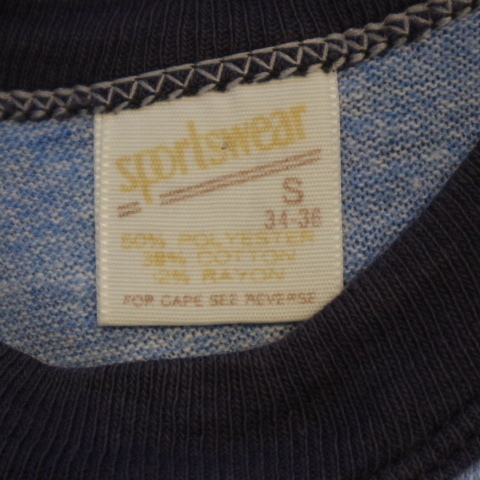 sportswear
S
34-36
50% POLYESTER
38% COTTON
12% RAYON
FOR CARE SEE REVERSE